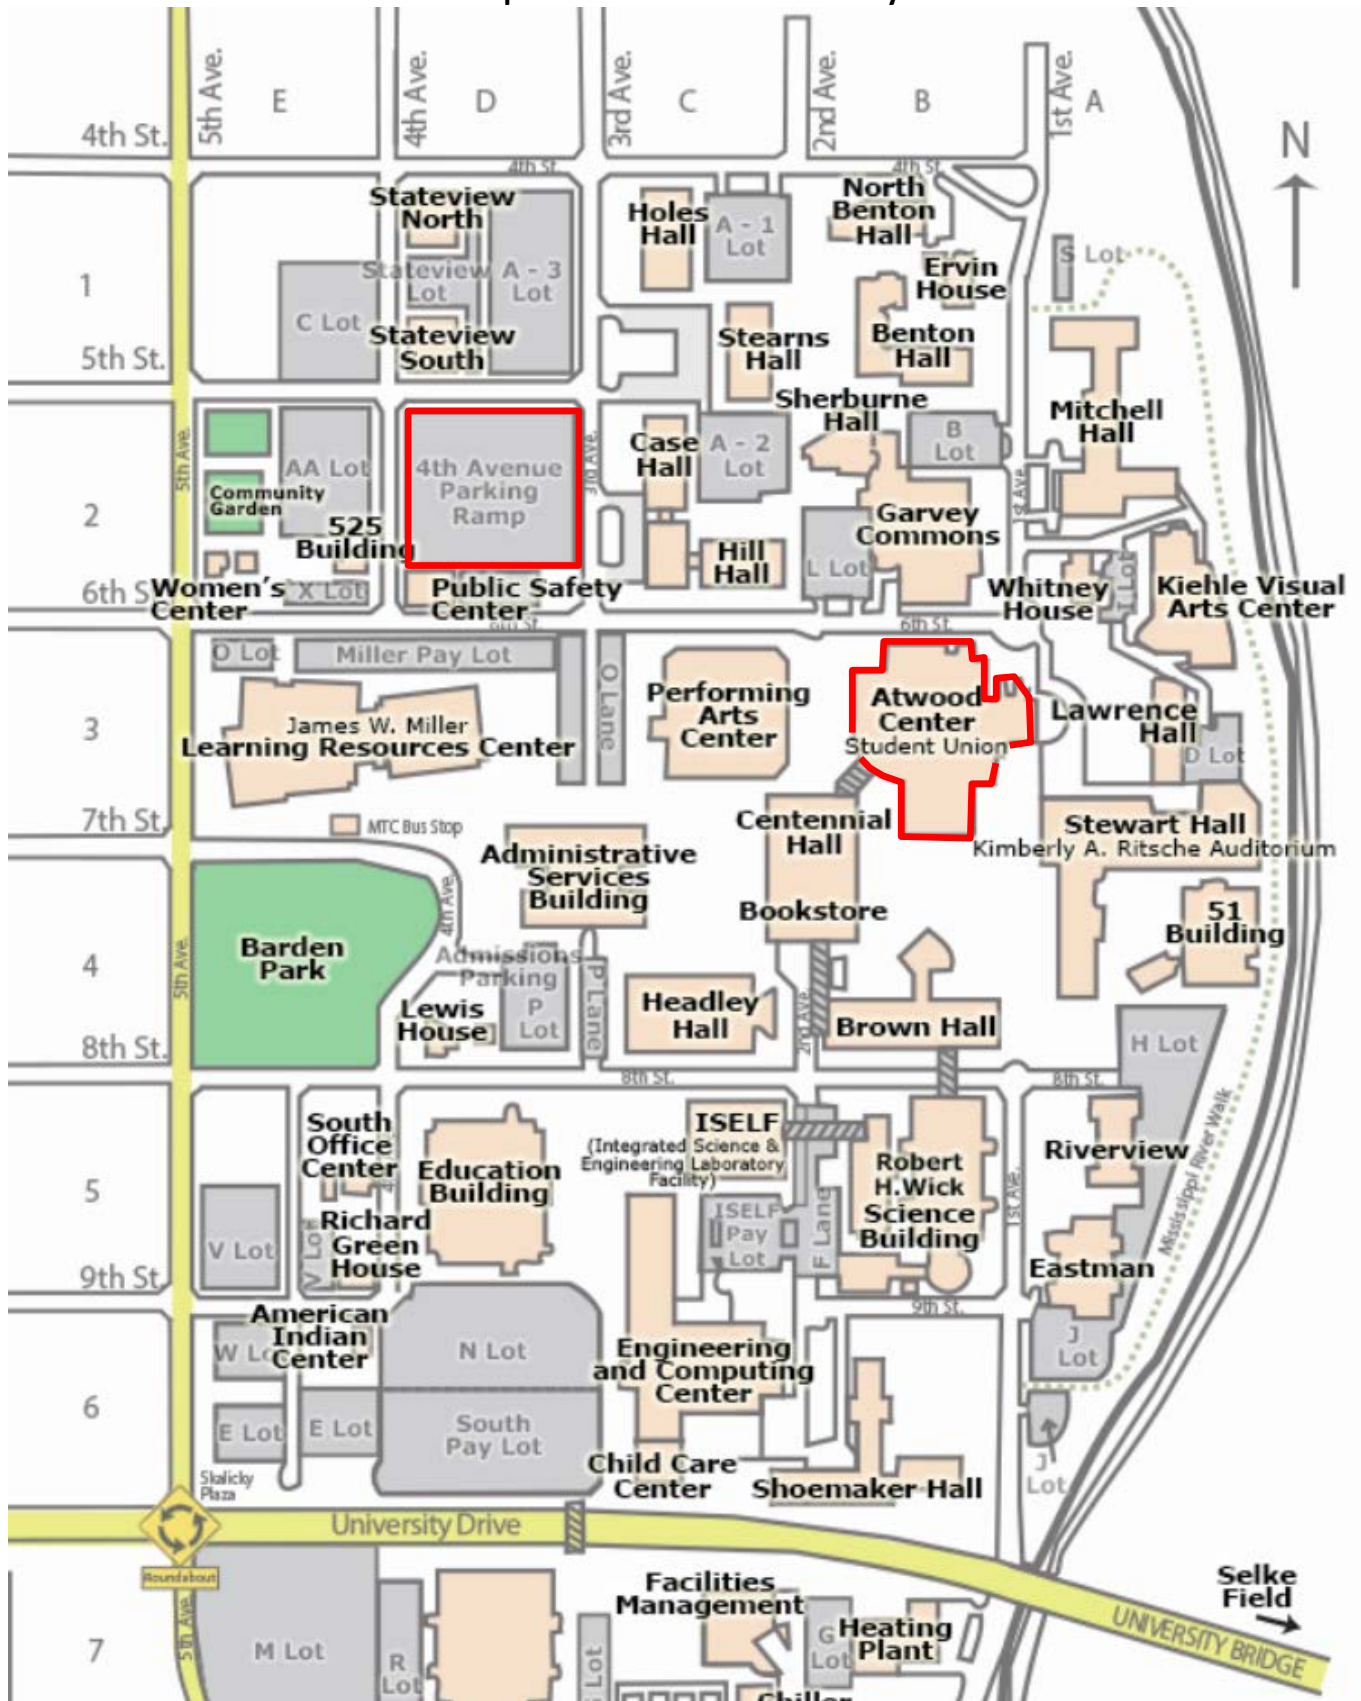 5th Ave.
E
4th Ave.
D
3rd Ave.
C
2nd Ave.
B
1st Ave.
A
N
4th St.
4th St.
4th St.
Stateview
North
Holes
Hall
A - 1
Lot
North
Benton
Hall
Ervin
House
S Lot
1
Stateview
Lot
A - 3
Lot
C Lot
Stateview
South
Stearns
Hall
Benton
Hall
5th St.
Sherburne
Hall
Mitchell
Hall
5th Ave.
AA Lot
4th Avenue
Parking
Ramp
3rd Ave.
Case
Hall
A - 2
Lot
B
Lot
1st Ave.
2
Community
Garden
525
Building
Garvey
Commons
Hill
Hall
L Lot
Whitney
House
Kiehle Visual
Arts Center
6th S
Women's
Center
X Lot
Public Safety
Center
6th St.
O Lot
Miller Pay Lot
O Lane
Performing
Arts
Center
Atwood
Center
Student Union
Lawrence
Hall
D Lot
3
James W. Miller
Learning Resources Center
7th St.
MTC Bus Stop
Centennial
Hall
Stewart Hall
Kimberly A. Ritsche Auditorium
Administrative
Services
Building
Bookstore
51
Building
4th Ave.
5th Ave.
Barden
Park
4
Admissions
Parking
P
Lot
P Lane
Lewis
House
Headley
Hall
2nd Ave.
Brown Hall
H Lot
8th St.
8th St.
8th St.
South
Office
Center
Education
Building
ISELF
(Integrated Science &
Engineering Laboratory
Facility)
Robert
H.Wick
Science
Building
Riverview
Mississippi River Walk
1st Ave.
5
V Lot
V Lot
Richard
Green
House
ISELF
Pay
Lot
F Lane
Eastman
9th St.
9th St.
American
Indian
Center
W Lo
N Lot
Engineering
and Computing
Center
J
Lot
6
E Lot
E Lot
South
Pay Lot
Child Care
Center
Shoemaker Hall
J
Lot
Skalicky
Plaza
University Drive
Roundabout
5th Ave.
Facilities
Management
Selke
Field
UNIVERSITY BRIDGE
7
M Lot
R
Lot
Lot
G
Lot
Heating
Plant
Chiller